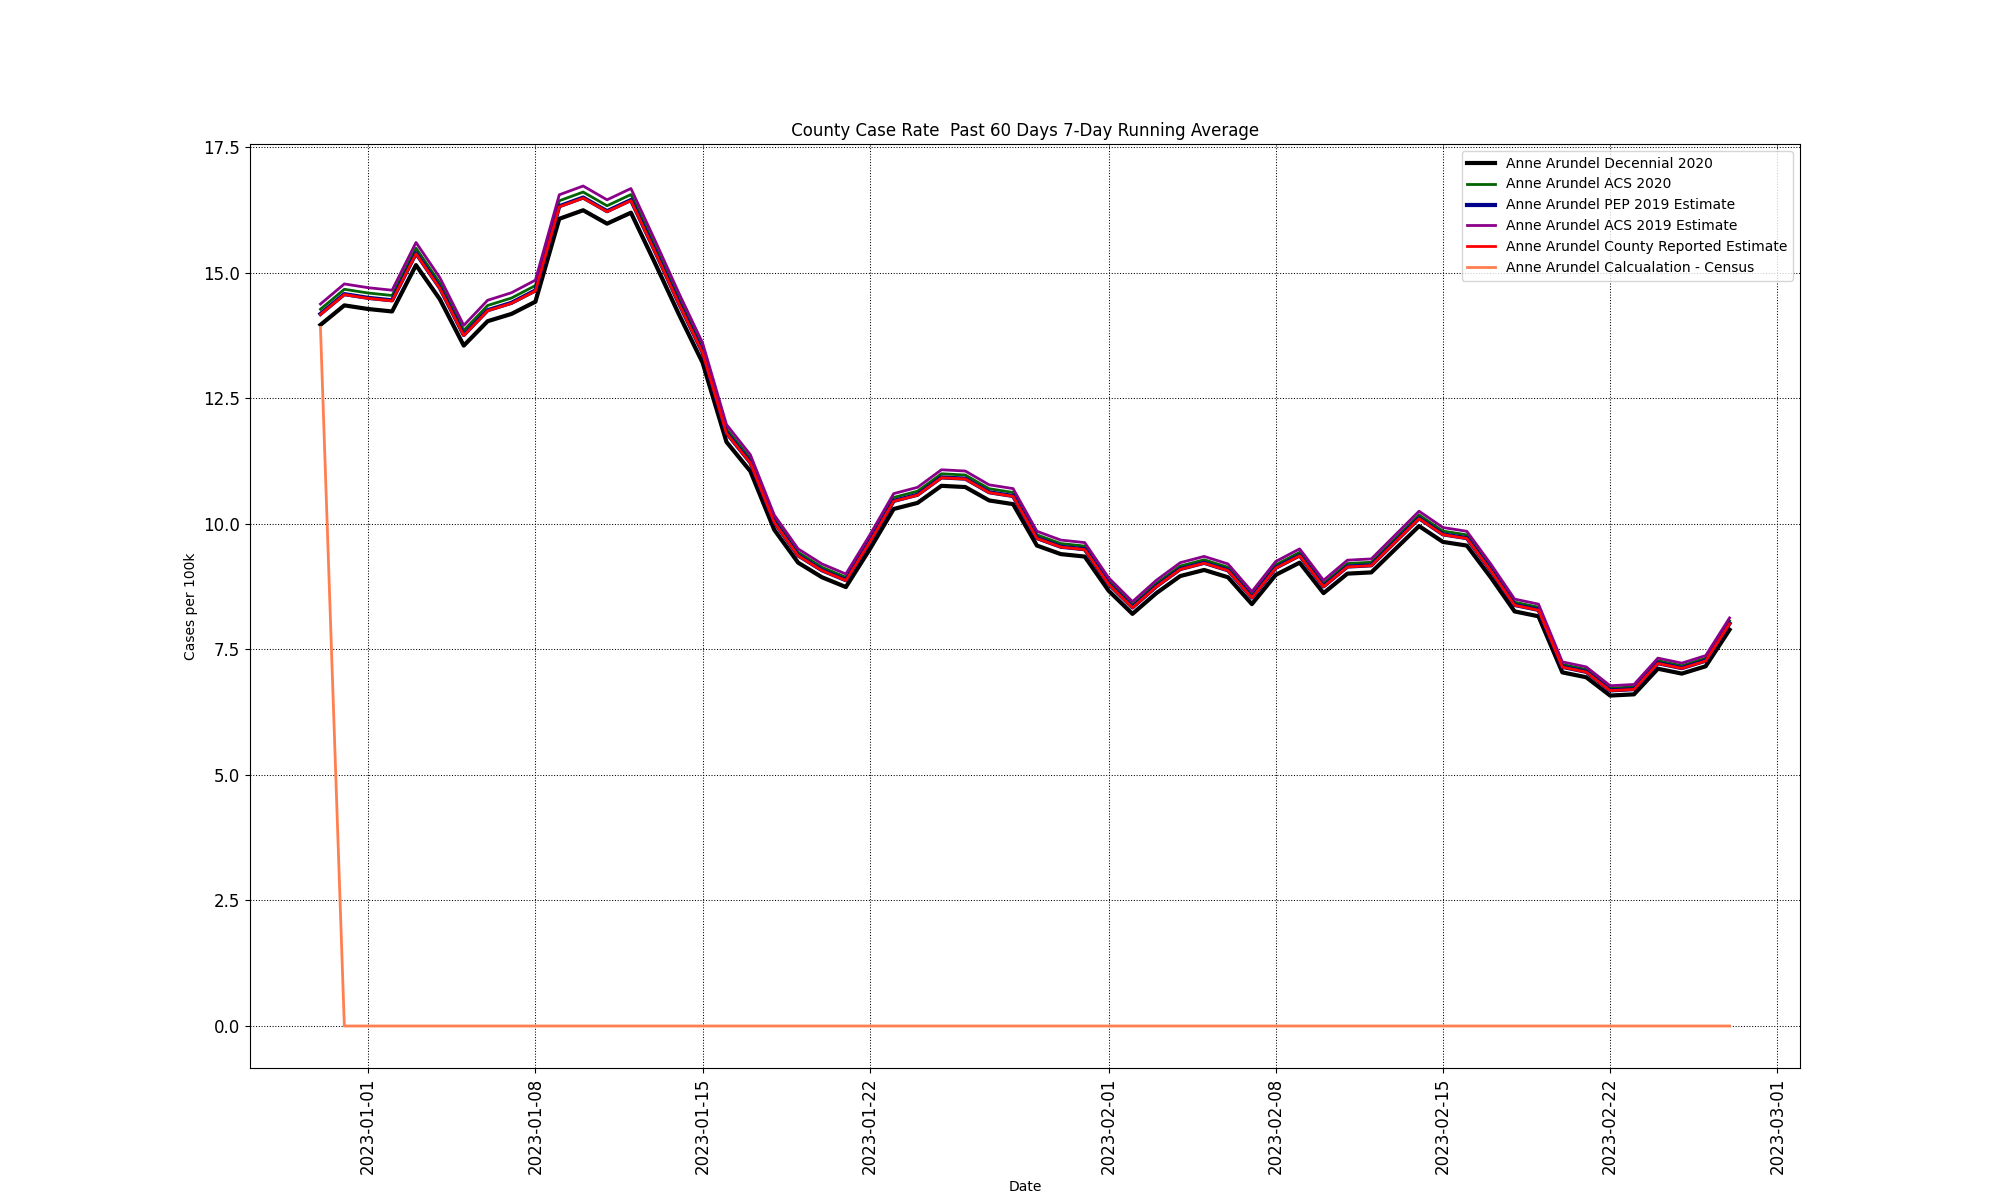 County Case Rate  Past 60 Days 7-Day Running Average
17.5
15.0
12.5
10.0
7.5
5.0
2.5
0.0
Cases per 100k
Anne Arundel Decennial 2020
Anne Arundel ACS 2020
Anne Arundel PEP 2019 Estimate
Anne Arundel ACS 2019 Estimate
Anne Arundel County Reported Estimate
Anne Arundel Calcualation - Census
2023-01-01
2023-01-08
2023-01-15
2023-01-22
2023-02-01
2023-02-08
2023-02-15
2023-02-22
2023-03-01
Date